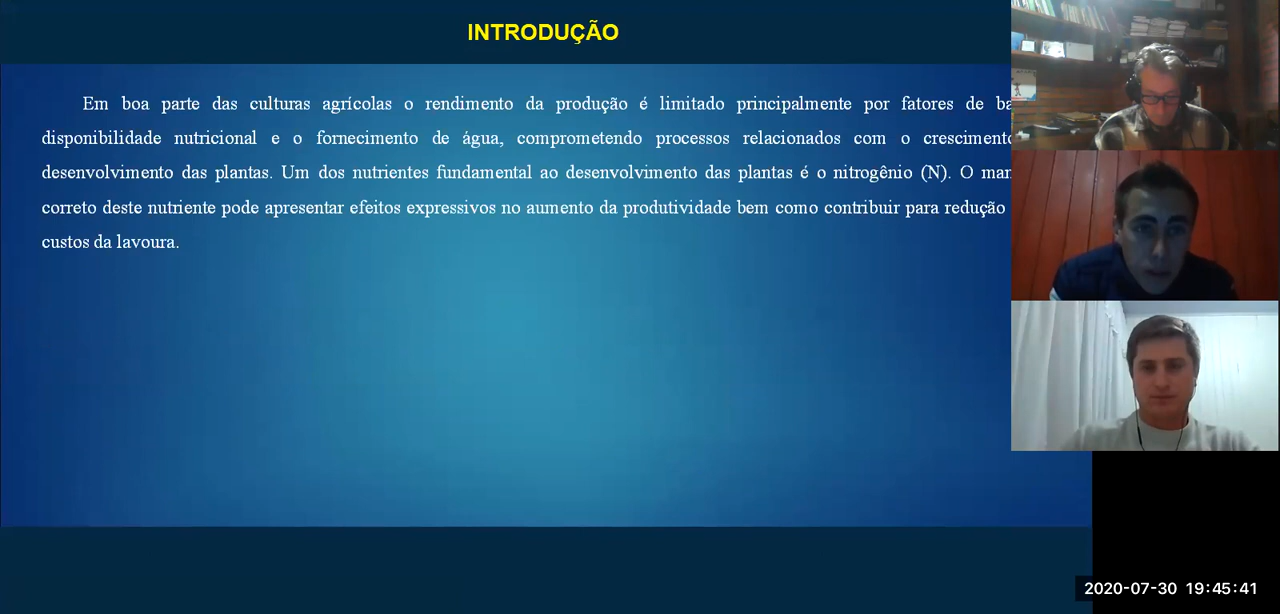 INTRODUÇÃO
Em boa parte das culturas agrícolas o rendimento da produção é limitado principalmente por fatores de
disponibilidade nutricional e o fornecimento de água, comprometendo processos relacionados com o crescimento
desenvolvimento das plantas. Um dos nutrientes fundamental ao desenvolvimento das plantas é o nitrogênio (N). O
correto deste nutriente pode apresentar efeitos expressivos no aumento da produtividade bem como contribuir para redução
custos da lavoura.
2020-07-30 19:45:41